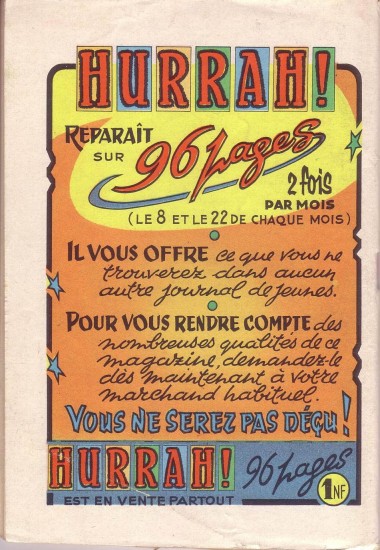 HURRAH!
REPARAÎT
SUR 96 pages
2 fois
PAR MOIS
(LE 8 ET LE 22 DE CHAQUE MOIS)
IL VOUS OFFRE ce que vous ne
trouverez dans aucun
autre journal de jeunes.
POUR VOUS RENDRE COMPTE des
nombreuses qualités de ce
magazine, demandez-le
dès maintenant à votre
marchand habituel.
VOUS NE SEREZ PAS DÉÇU!
HURRAH! 96 pages
EST EN VENTE PARTOUT
1NF